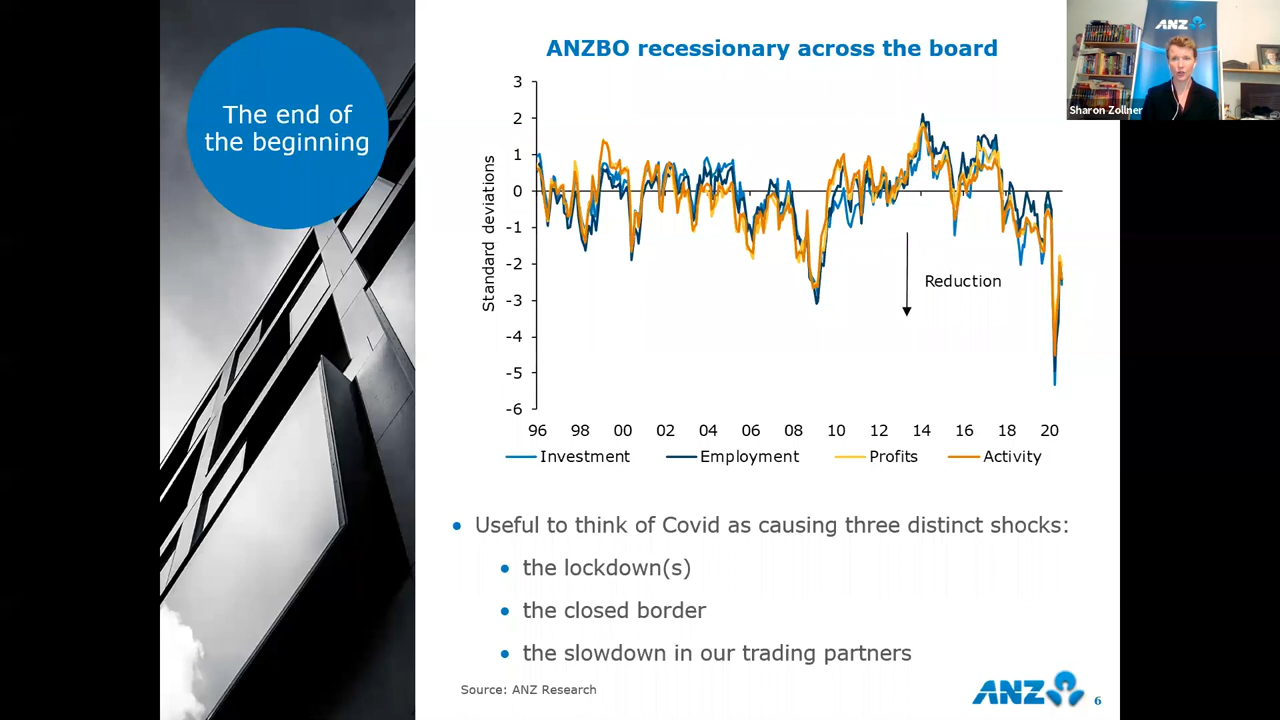 The end of
the beginning
ANZBO recessionary across the board
ANZ
Sharon Zollner
Standard deviations
3
2
1
0
-1
-2
-3
-4
-5
-6
Reduction
96 98 00 02 04 06 08 10 12 14 16 18 20
Investment Employment Profits Activity
• Useful to think of Covid as causing three distinct shocks:
• the lockdown(s)
• the closed border
• the slowdown in our trading partners
Source: ANZ Research
ANZ
6